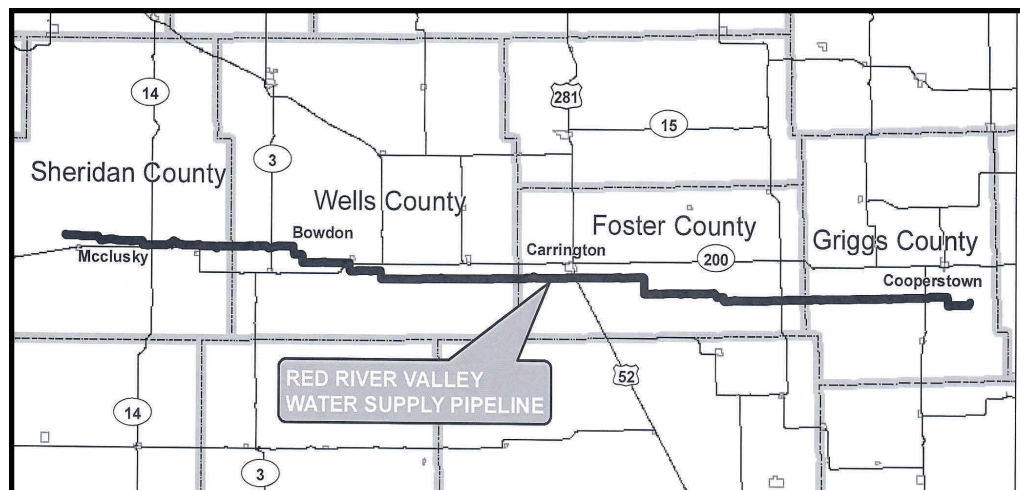 14
281
15
3
Sheridan County
Wells County
Bowdon
Foster County
Carrington
Griggs County
200
Mcclusky
Cooperstown
RED RIVER VALLEY
WATER SUPPLY PIPELINE
52
14
3